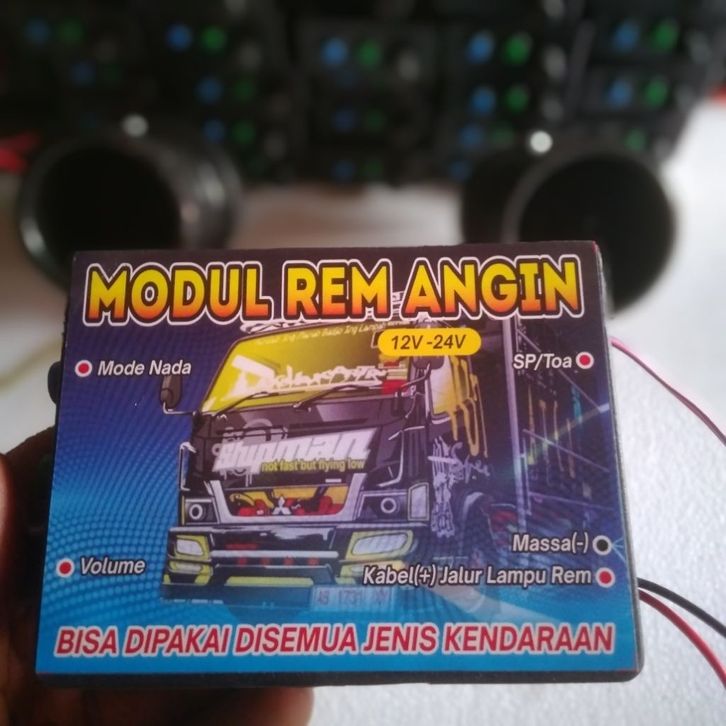 MODUL REM ANGIN
12V -24V
Mode Nada
SP/Toa
Shipman
not fast but flying low
Massa(-)
Volume
Kabel(+) Jalur Lampu Rem
BISA DIPAKAI DISEMUA JENIS KENDARAAN